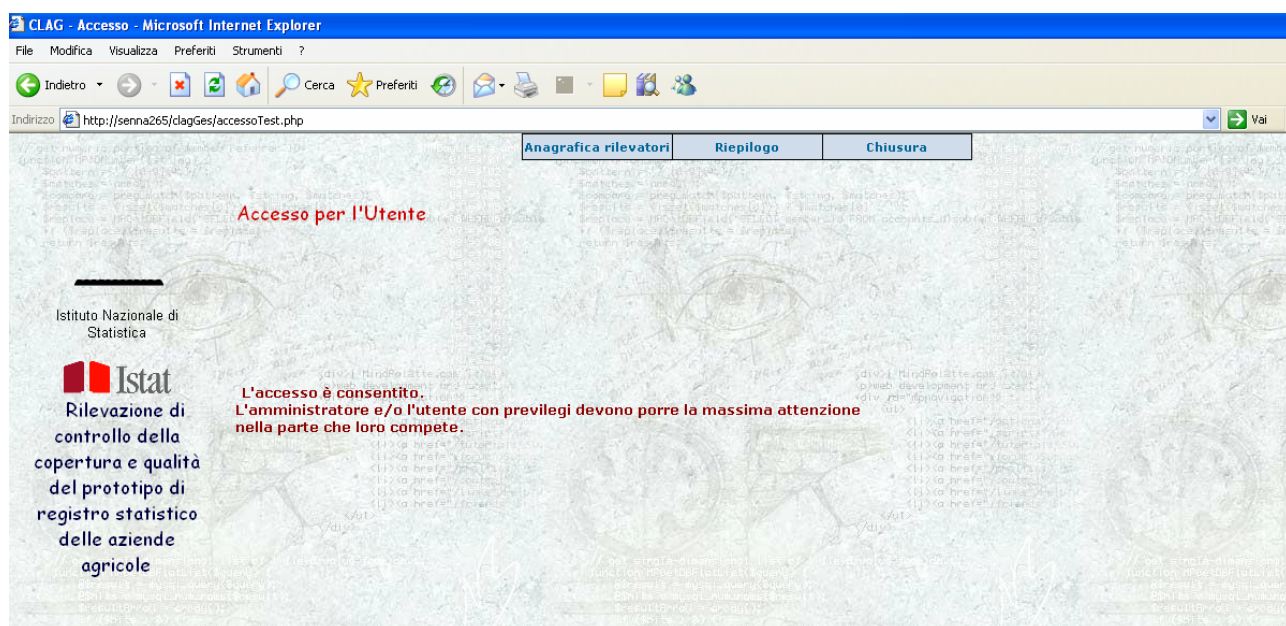 CLAG - Accesso - Microsoft Internet Explorer
File Modifica Visualizza Preferiti Strumenti ?
Indietro Cerca Preferiti
Indirizzo http://senna265/clagGes/accessoTest.php Vai
Anagrafica rilevatori Riepilogo Chiusura
Accesso per l'Utente
Istituto Nazionale di
Statistica
Istat
Rilevazione di
controllo della
copertura e qualità
del prototipo di
registro statistico
delle aziende
agricole
L'accesso è consentito.
L'amministratore e/o l'utente con previlegi devono porre la massima attenzione
nella parte che loro compete.